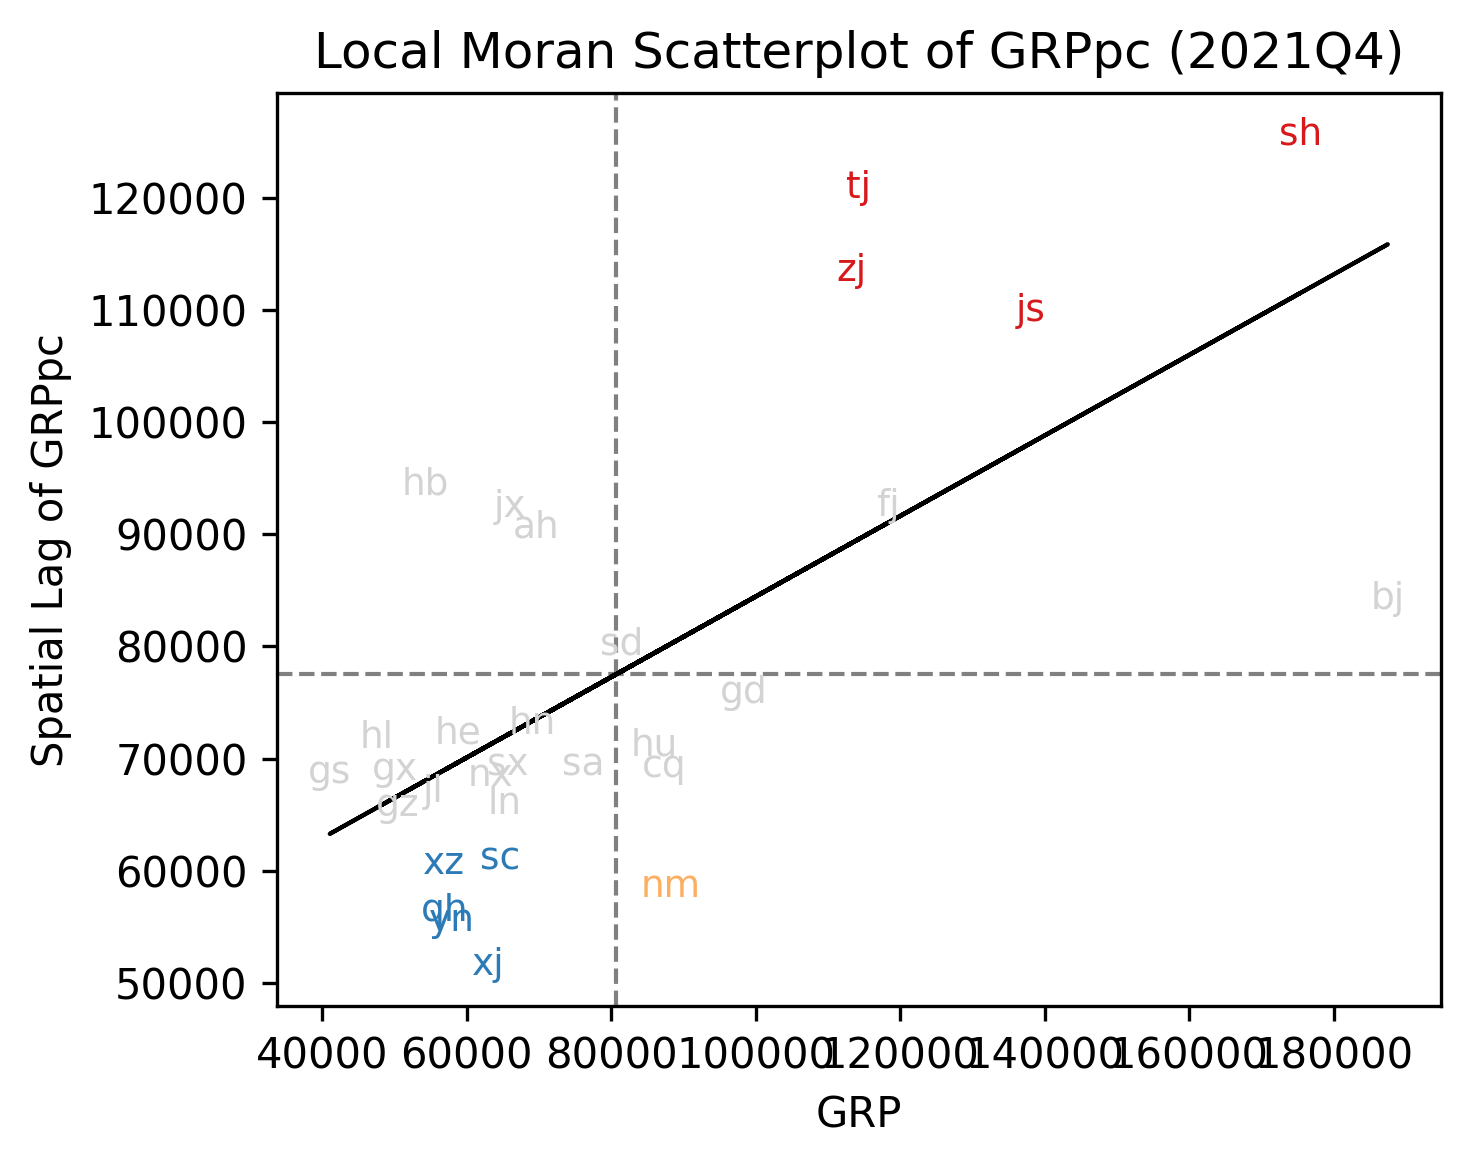 Local Moran Scatterplot of GRPpc (2021Q4)
Spatial Lag of GRPpc
120000
110000
100000
90000
80000
70000
60000
50000
sh
tj
zj
js
hb
jx
ah
fj
bj
sd
gd
hl
he
hn
hu
gs
gx
jl
nx
sx
sa
cq
gz
ln
xz
sc
nm
qh
yn
xj
40000 60000 80000 100000 120000 140000 160000 180000
GRP